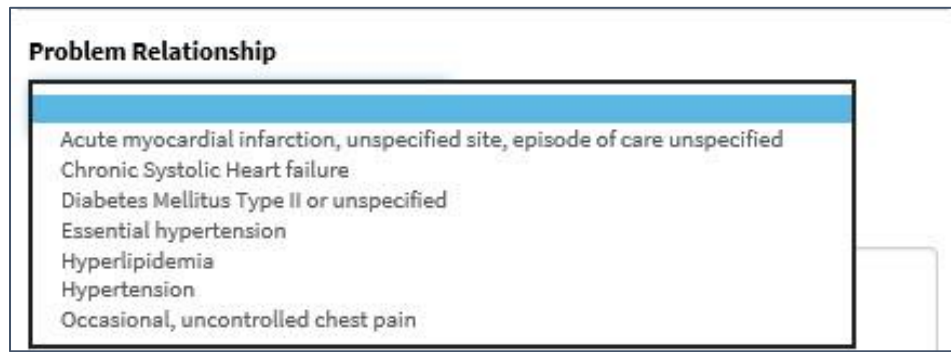 Problem Relationship
Acute myocardial infarction, unspecified site, episode of care unspecified
Chronic Systolic Heart failure
Diabetes Mellitus Type II or unspecified
Essential hypertension
Hyperlipidemia
Hypertension
Occasional, uncontrolled chest pain